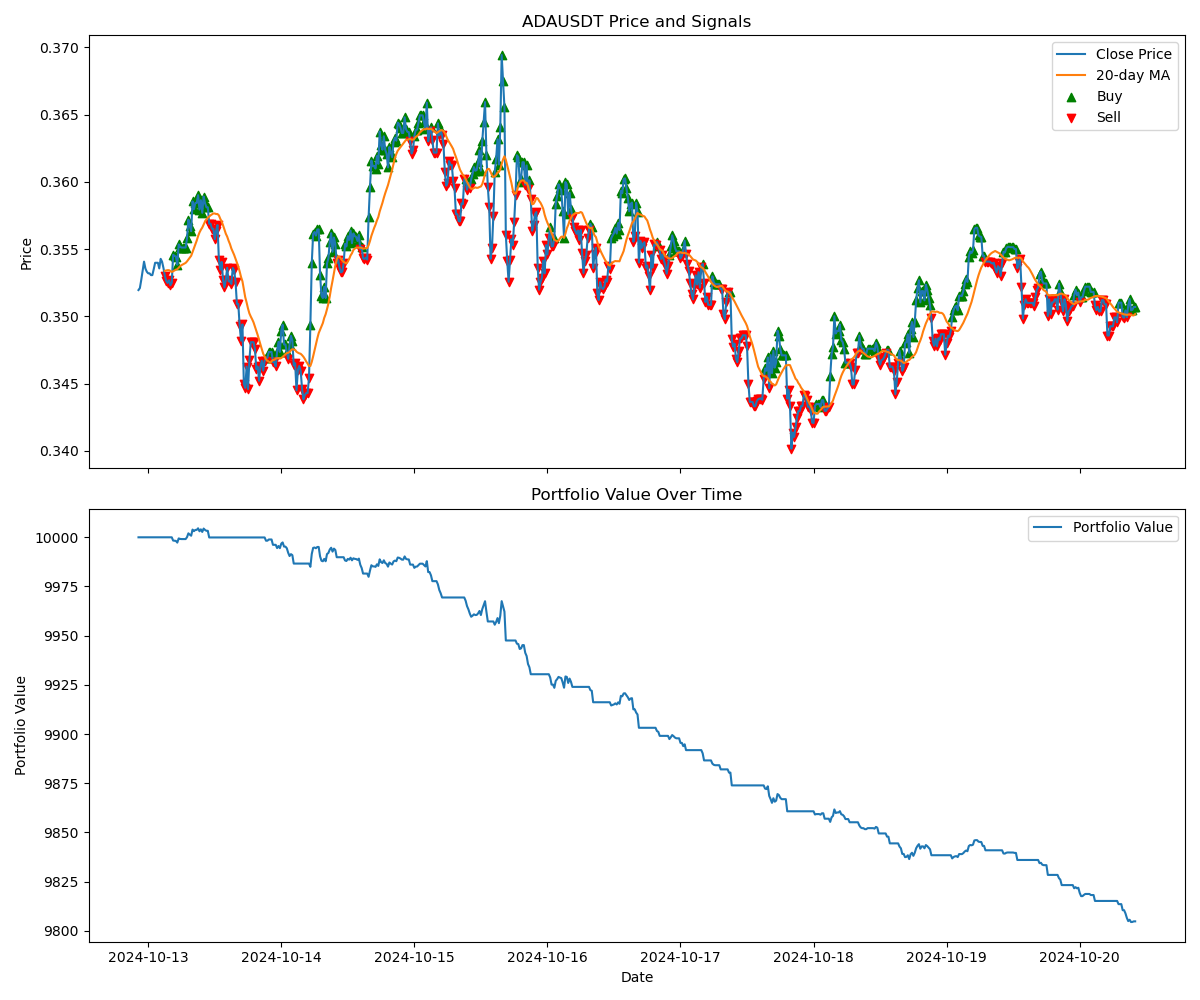 ADAUSDT Price and Signals
Price
0.370
0.365
0.360
0.355
0.350
0.345
0.340
Close Price
20-day MA
Buy
Sell
Portfolio Value Over Time
Portfolio Value
10000
9975
9950
9925
9900
9875
9850
9825
9800
Portfolio Value
2024-10-13
2024-10-14
2024-10-15
2024-10-16
2024-10-17
2024-10-18
2024-10-19
2024-10-20
Date